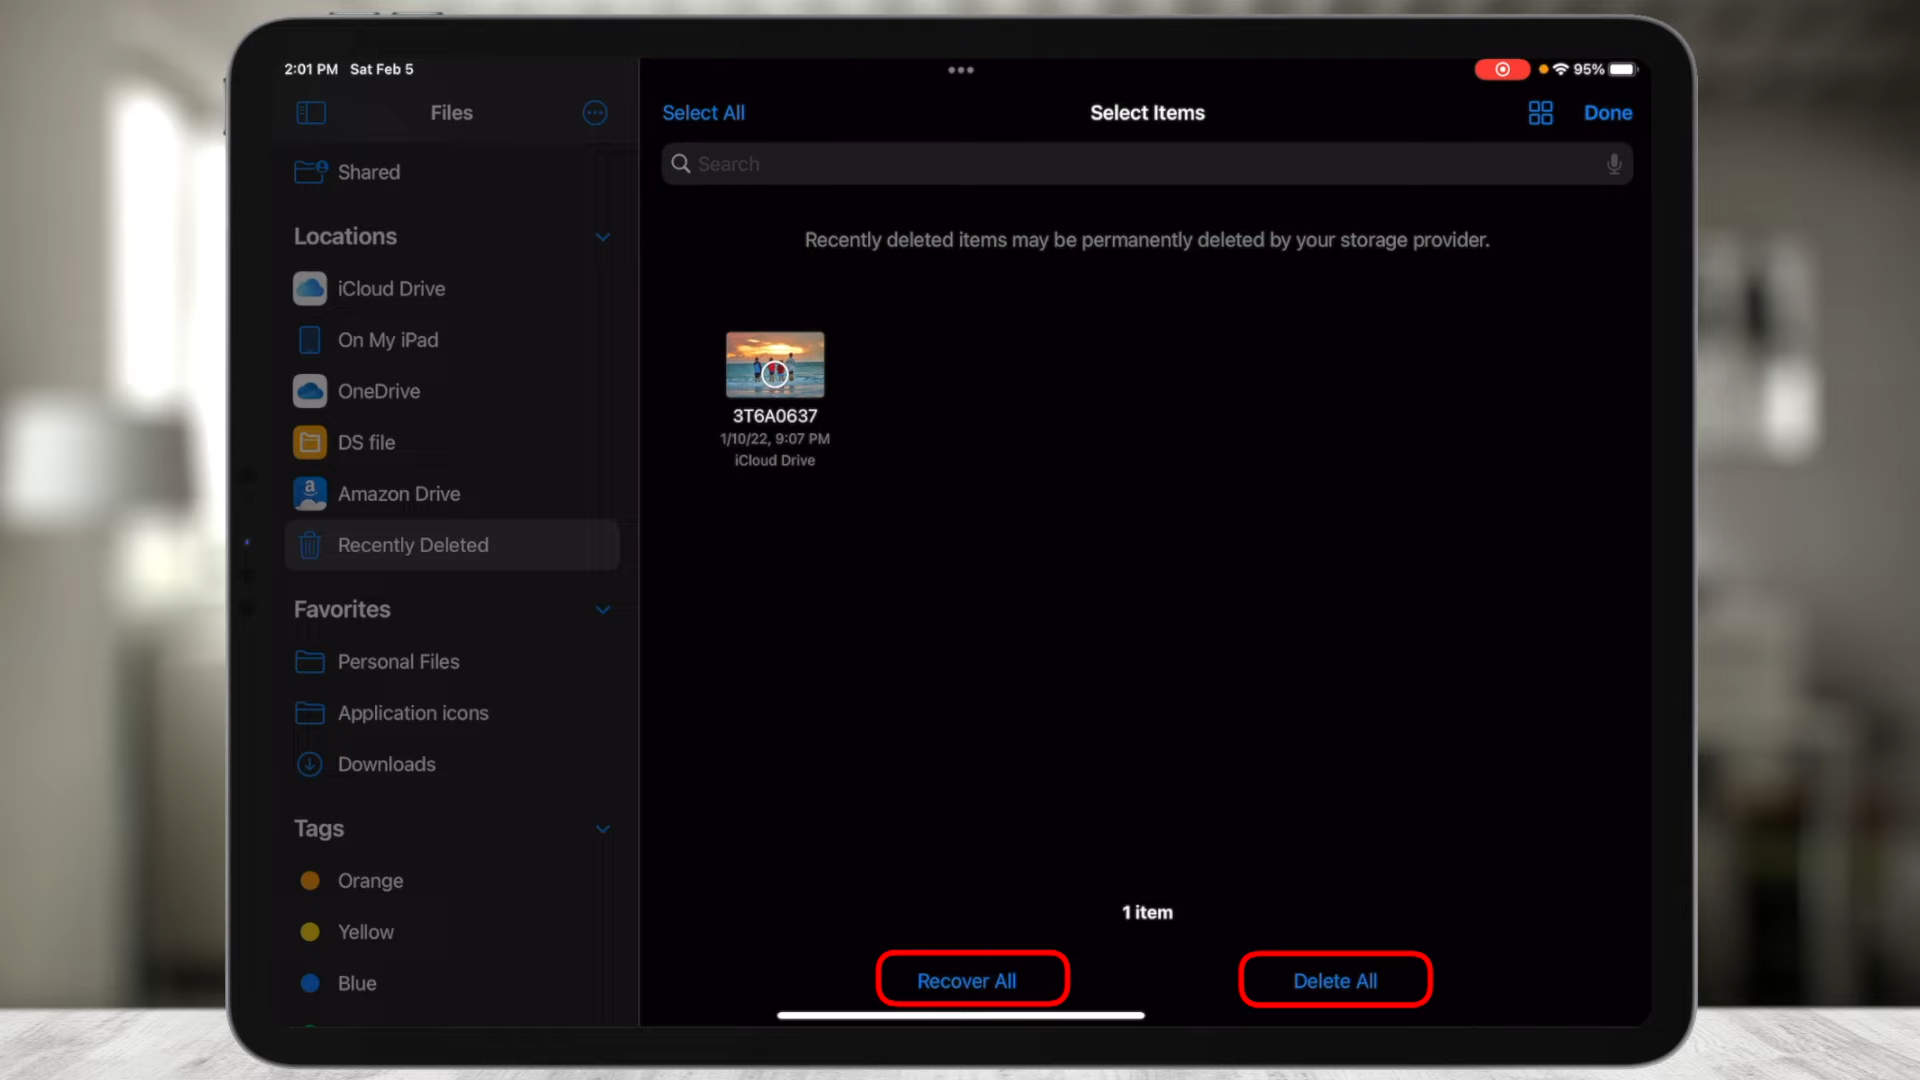 2:01 PM Sat Feb 5
95%
Files
Shared
Locations
iCloud Drive
On My iPad
OneDrive
DS file
a
Amazon Drive
Recently Deleted
Favorites
Personal Files
Application icons
Downloads
Tags
Orange
Yellow
Blue
Select All
Select Items
Done
Search
Recently deleted items may be permanently deleted by your storage provider.
3T6A0637
1/10/22, 9:07 PM
iCloud Drive
1 item
Recover All
Delete All